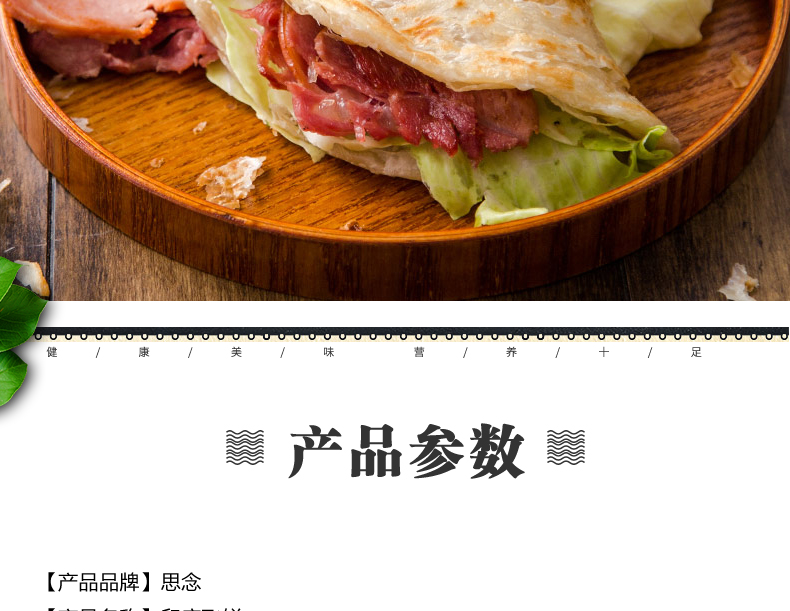 健 / 康 / 美 / 味 营 / 养 / 十 / 足
产品参数
【产品品牌】思念